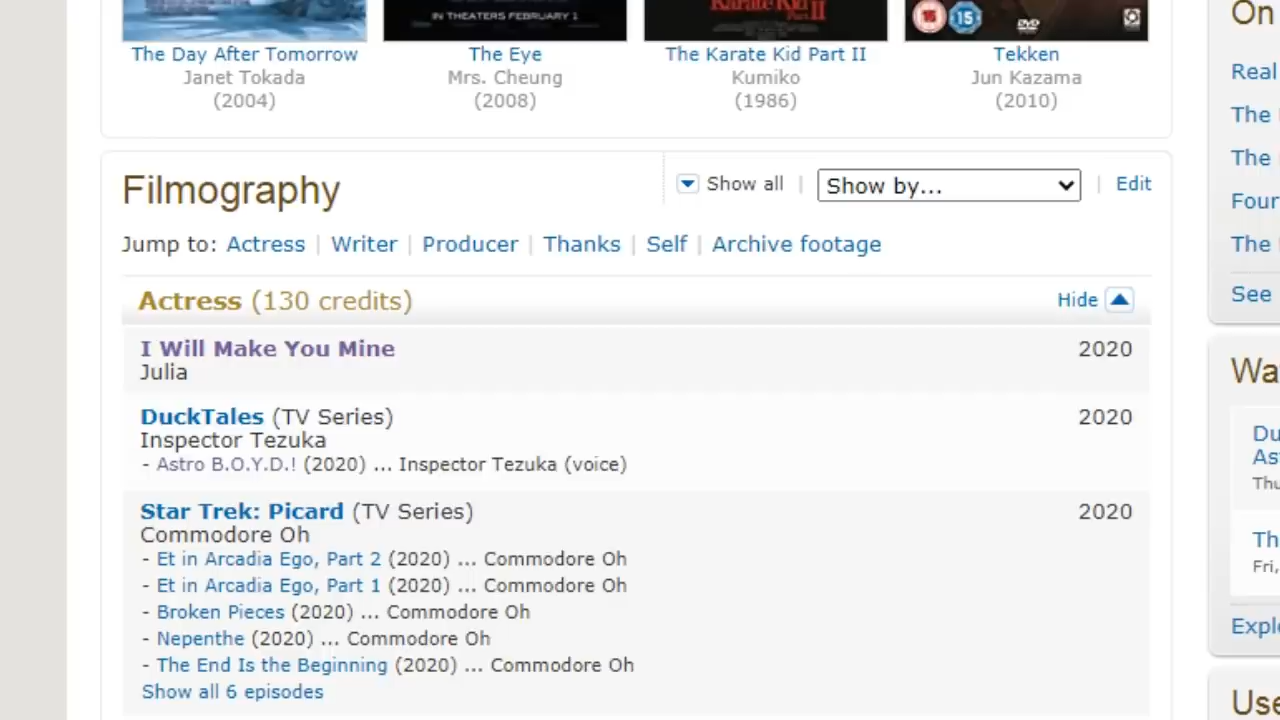 IN THEATERS FEBRUARY 1
Karate Kid
Part II
15
The Day After Tomorrow
Janet Tokada
(2004)
The Eye
Mrs. Cheung
(2008)
The Karate Kid Part II
Kumiko
(1986)
Tekken
Jun Kazama
(2010)
Filmography
Show all | Show by... | Edit
Jump to: Actress | Writer | Producer | Thanks | Self | Archive footage
Actress (130 credits)
Hide
I Will Make You Mine 2020
Julia
DuckTales (TV Series) 2020
Inspector Tezuka
- Astro B.O.Y.D.! (2020) ... Inspector Tezuka (voice)
Star Trek: Picard (TV Series) 2020
Commodore Oh
- Et in Arcadia Ego, Part 2 (2020) ... Commodore Oh
- Et in Arcadia Ego, Part 1 (2020) ... Commodore Oh
- Broken Pieces (2020) ... Commodore Oh
- Nepenthe (2020) ... Commodore Oh
- The End Is the Beginning (2020) ... Commodore Oh
Show all 6 episodes
On
Real
The
The
Four
The
See
Wa
Du
As
Thu
Th
Fri,
Explo
Use